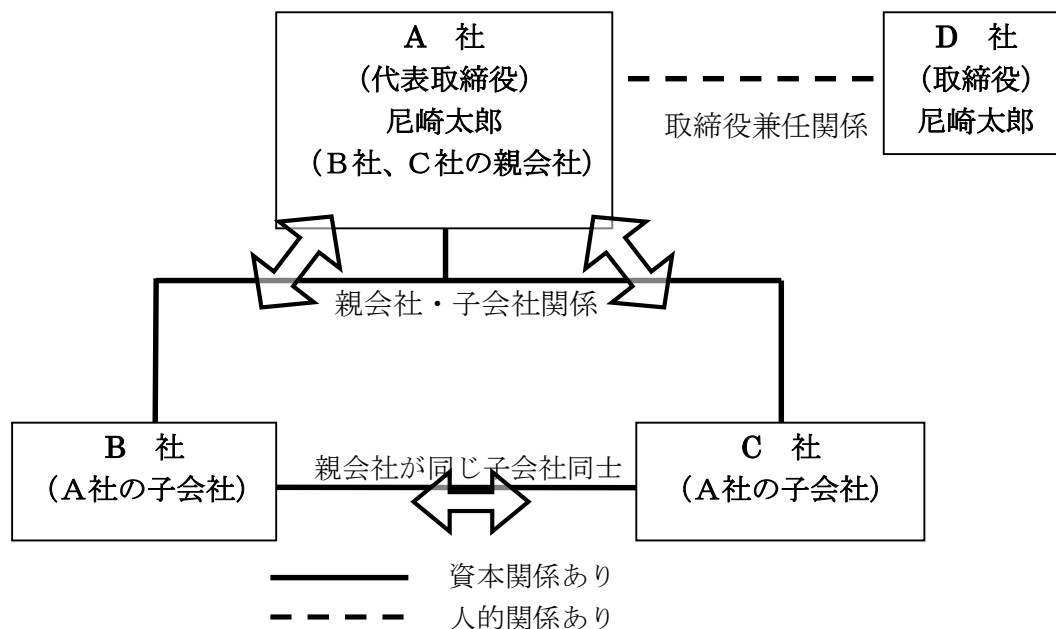 A　社
（代表取締役）
尼崎太郎
（B社、C社の親会社）
D　社
（取締役）
尼崎太郎
取締役兼任関係
親会社・子会社関係
B　社
（A社の子会社）
親会社が同じ子会社同士
C　社
（A社の子会社）
資本関係あり
人的関係あり